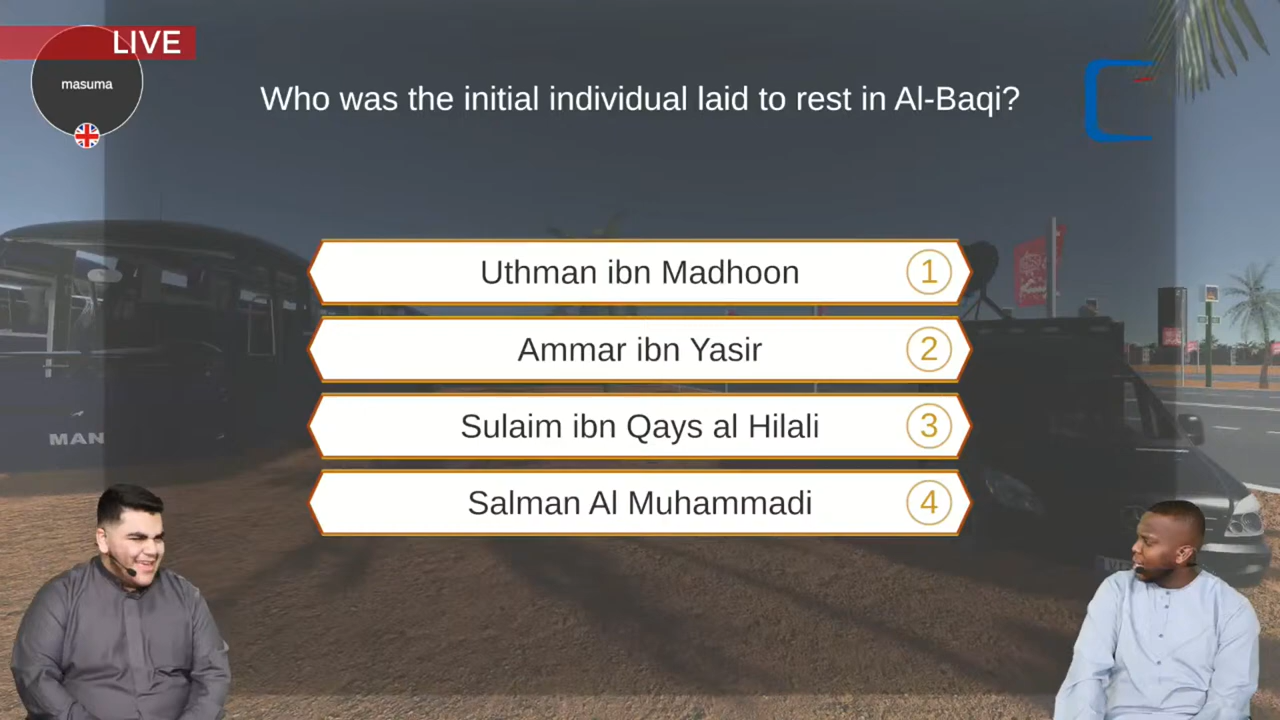 LIVE
masuma
Who was the initial individual laid to rest in Al-Baqi?
Uthman ibn Madhoon 1
Ammar ibn Yasir 2
Sulaim ibn Qays al Hilali 3
Salman Al Muhammadi 4
MAN